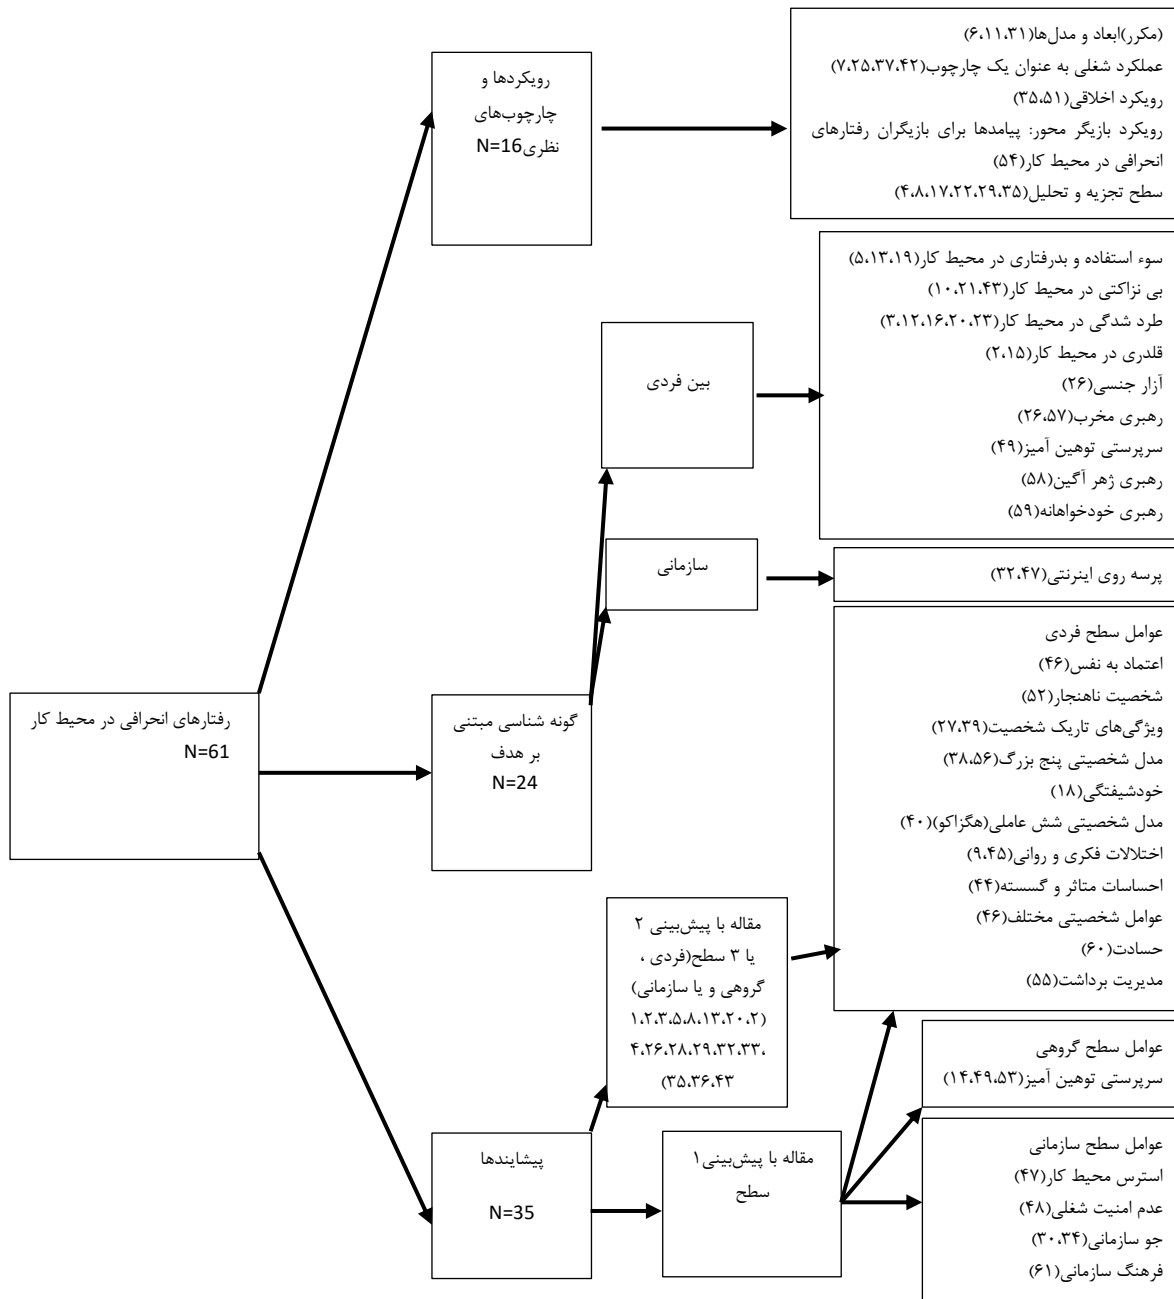 رفتارهای انحرافی در محیط کار
N=61
رویکردها و
چارچوب‌های
نظری N=16
(مکرر)ابعاد و مدل‌ها(۶،۱۱،۳۱)
عملکرد شغلی به عنوان یک چارچوب(۷،۲۵،۳۷،۴۲)
رویکرد اخلاقی(۳۵،۵۱)
رویکرد بازیگر محور: پیامدها برای بازیگران رفتارهای
انحرافی در محیط کار(۵۴)
سطح تجزیه و تحلیل(۴،۸،۱۷،۲۲،۲۹،۳۵)
گونه شناسی مبتنی
بر هدف
N=24
بین فردی
سوء استفاده و بدرفتاری در محیط کار(۵،۱۳،۱۹)
بی نزاکتی در محیط کار(۱۰،۲۱،۴۳)
طرد شدگی در محیط کار(۳،۱۲،۱۶،۲۰،۲۳)
قلدری در محیط کار(۲،۱۵)
آزار جنسی(۲۶)
رهبری مخرب(۲۶،۵۷)
سرپرستی توهین آمیز(۴۹)
رهبری ژهر آگین(۵۸)
رهبری خودخواهانه(۵۹)
سازمانی
پرسه روی اینرنتی(۳۲،۴۷)
پیشایندها
N=35
مقاله با پیش‌بینی ۲
یا ۳ سطح(فردی ،
گروهی و یا سازمانی)
(۱،۲،۳،۵،۸،۱۳،۲۰،۲
۴،۲۶،۲۸،۲۹،۳۲،۳۳،
۳۵،۳۶،۴۳)
مقاله با پیش‌بینی۱
سطح
عوامل سطح فردی
اعتماد به نفس(۴۶)
شخصیت ناهنجار(۵۲)
ویژگی‌های تاریک شخصیت(۲۷،۳۹)
مدل شخصیتی پنج بزرگ(۳۸،۵۶)
خودشیفتگی(۱۸)
مدل شخصیتی شش عاملی(هگزاکو)(۴۰)
اختلالات فکری و روانی(۹،۴۵)
احساسات متاثر و گسسته(۴۴)
عوامل شخصیتی مختلف(۴۶)
حسادت(۶۰)
مدیریت برداشت(۵۵)
عوامل سطح گروهی
سرپرستی توهین آمیز(۱۴،۴۹،۵۳)
عوامل سطح سازمانی
استرس محیط کار(۴۷)
عدم امنیت شغلی(۴۸)
جو سازمانی(۳۰،۳۴)
فرهنگ سازمانی(۶۱)